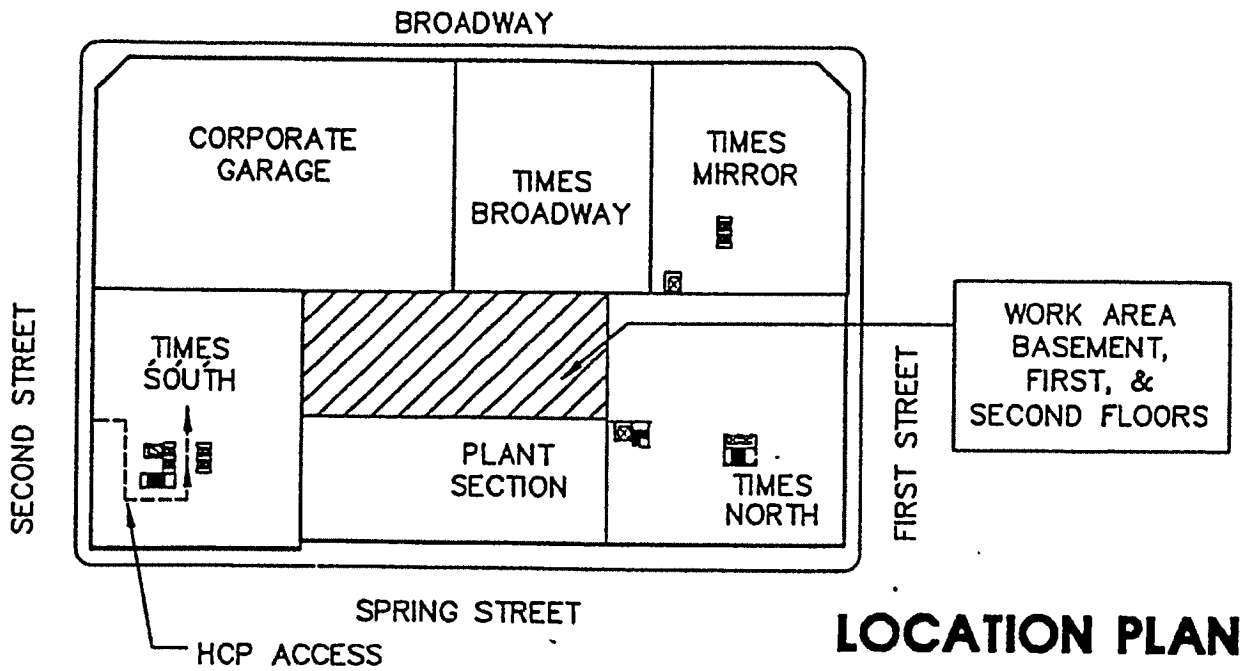 BROADWAY
CORPORATE
GARAGE
TIMES
BROADWAY
TIMES
MIRROR
SECOND STREET
TIMES
SOUTH
PLANT
SECTION
TIMES
NORTH
FIRST STREET
WORK AREA
BASEMENT,
FIRST, &
SECOND FLOORS
SPRING STREET
HCP ACCESS
LOCATION PLAN